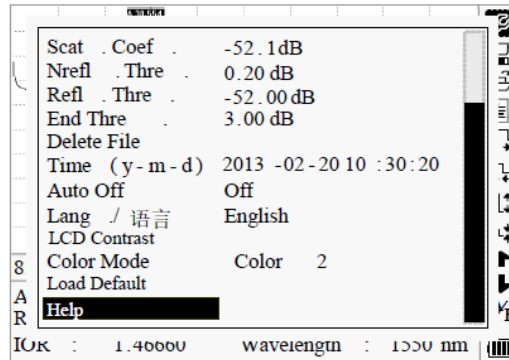 Scat . Coef . -52.1dB
Nrefl . Thre . 0.20 dB
Refl . Thre . -52.00 dB
End Thre . 3.00 dB
Delete File
Time (y-m-d) 2013 -02-20 10 :30:20
Auto Off Off
Lang ./ 语言 English
LCD Contrast
Color Mode Color 2
Load Default
Help
8
A
R
IOR : 1.46660 Wavelength : 1550 nm